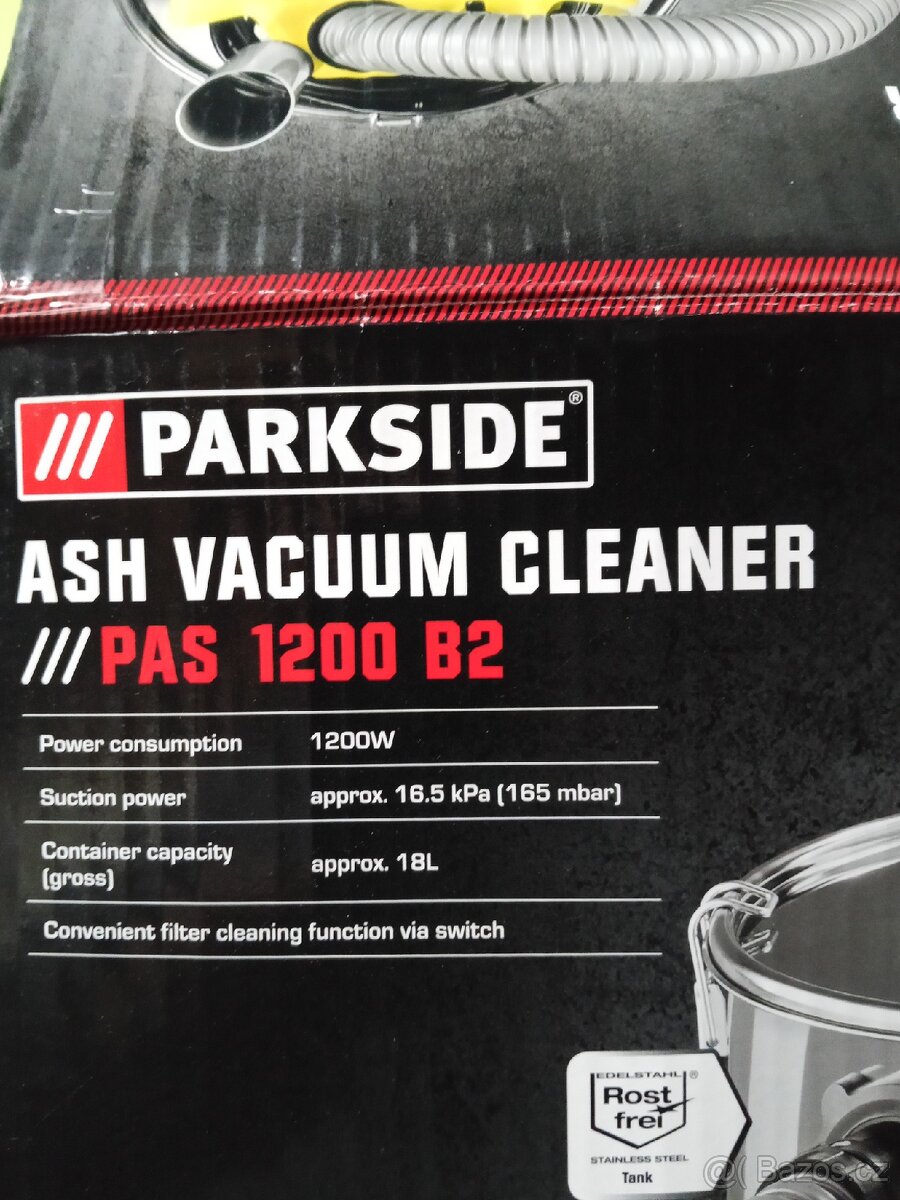 PARKSIDE®
ASH VACUUM CLEANER
/// PAS 1200 B2
Power consumption 1200W
Suction power approx. 16.5 kPa (165 mbar)
Container capacity (gross) approx. 18L
Convenient filter cleaning function via switch
EDELSTAHL®
Rost
frei
STAINLESS STEEL
Tank
@( Bazos.cz